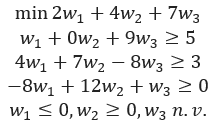 min 2w₁ + 4w₂ + 7w₃
w₁ + 0w₂ + 9w₃ ≥ 5
4w₁ + 7w₂ − 8w₃ ≥ 3
−8w₁ + 12w₂ + w₃ ≥ 0
w₁ ≤ 0, w₂ ≥ 0, w₃ n. v.